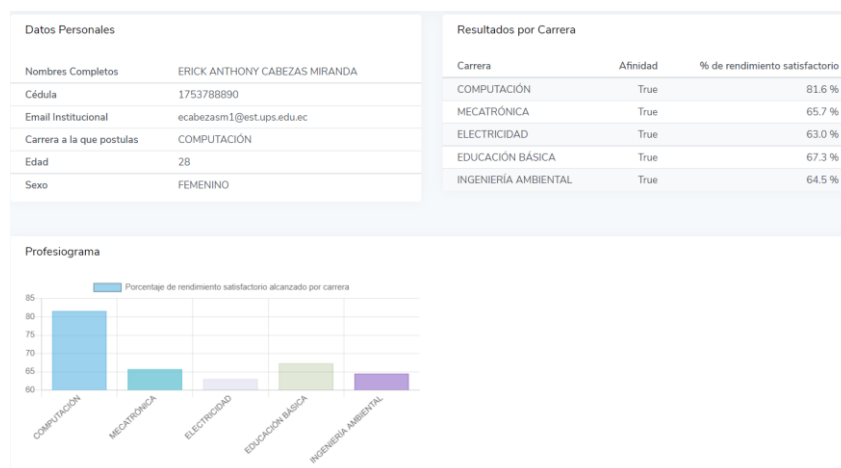 Datos Personales
Nombres Completos ERICK ANTHONY CABEZAS MIRANDA
Cédula 1753788890
Email Institucional ecabezasm1@est.ups.edu.ec
Carrera a la que postulas COMPUTACIÓN
Edad 28
Sexo FEMENINO
Resultados por Carrera
Carrera Afinidad % de rendimiento satisfactorio
COMPUTACIÓN True 81.6 %
MECATRÓNICA True 65.7 %
ELECTRICIDAD True 63.0 %
EDUCACIÓN BÁSICA True 67.3 %
INGENIERÍA AMBIENTAL True 64.5 %
Profesiograma
Porcentaje de rendimiento satisfactorio alcanzado por carrera
85
80
75
70
65
60
COMPUTACIÓN
MECATRÓNICA
ELECTRICIDAD
EDUCACIÓN BÁSICA
INGENIERÍA AMBIENTAL